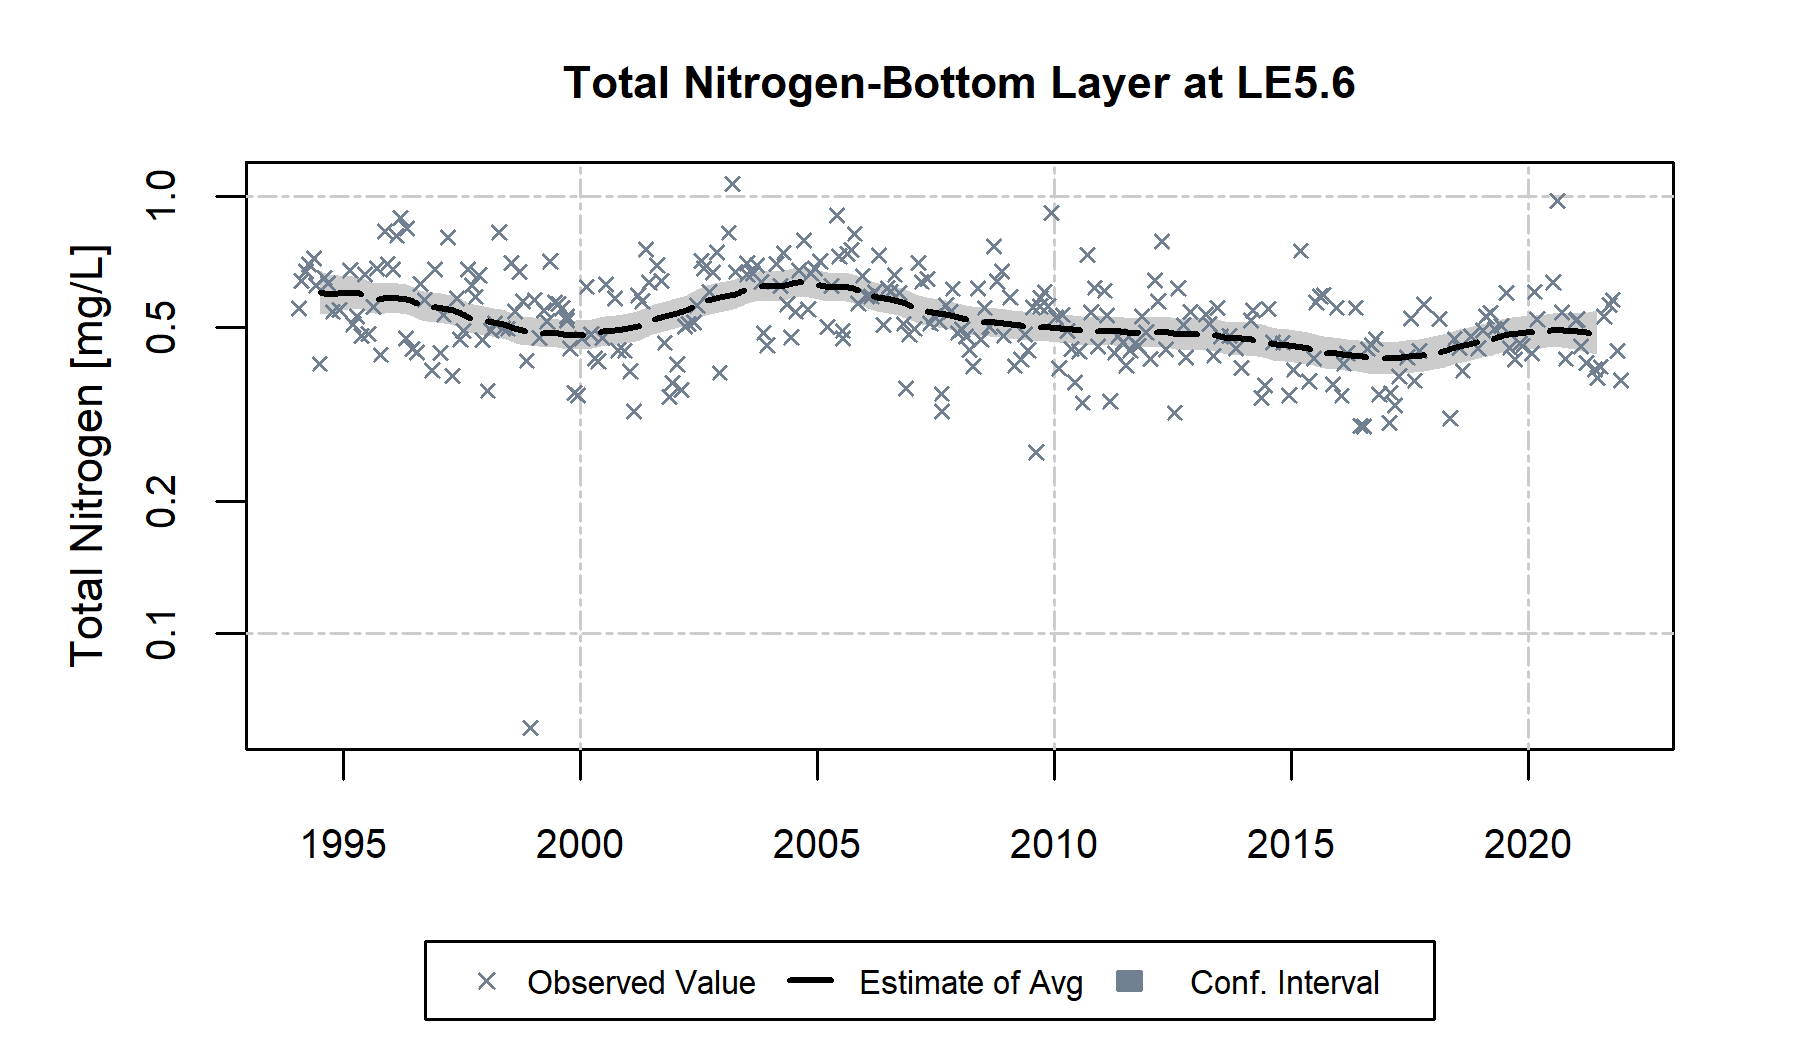 Total Nitrogen-Bottom Layer at LE5.6
Total Nitrogen [mg/L]
1.0
0.5
0.2
0.1
1995 2000 2005 2010 2015 2020
Observed Value Estimate of Avg Conf. Interval